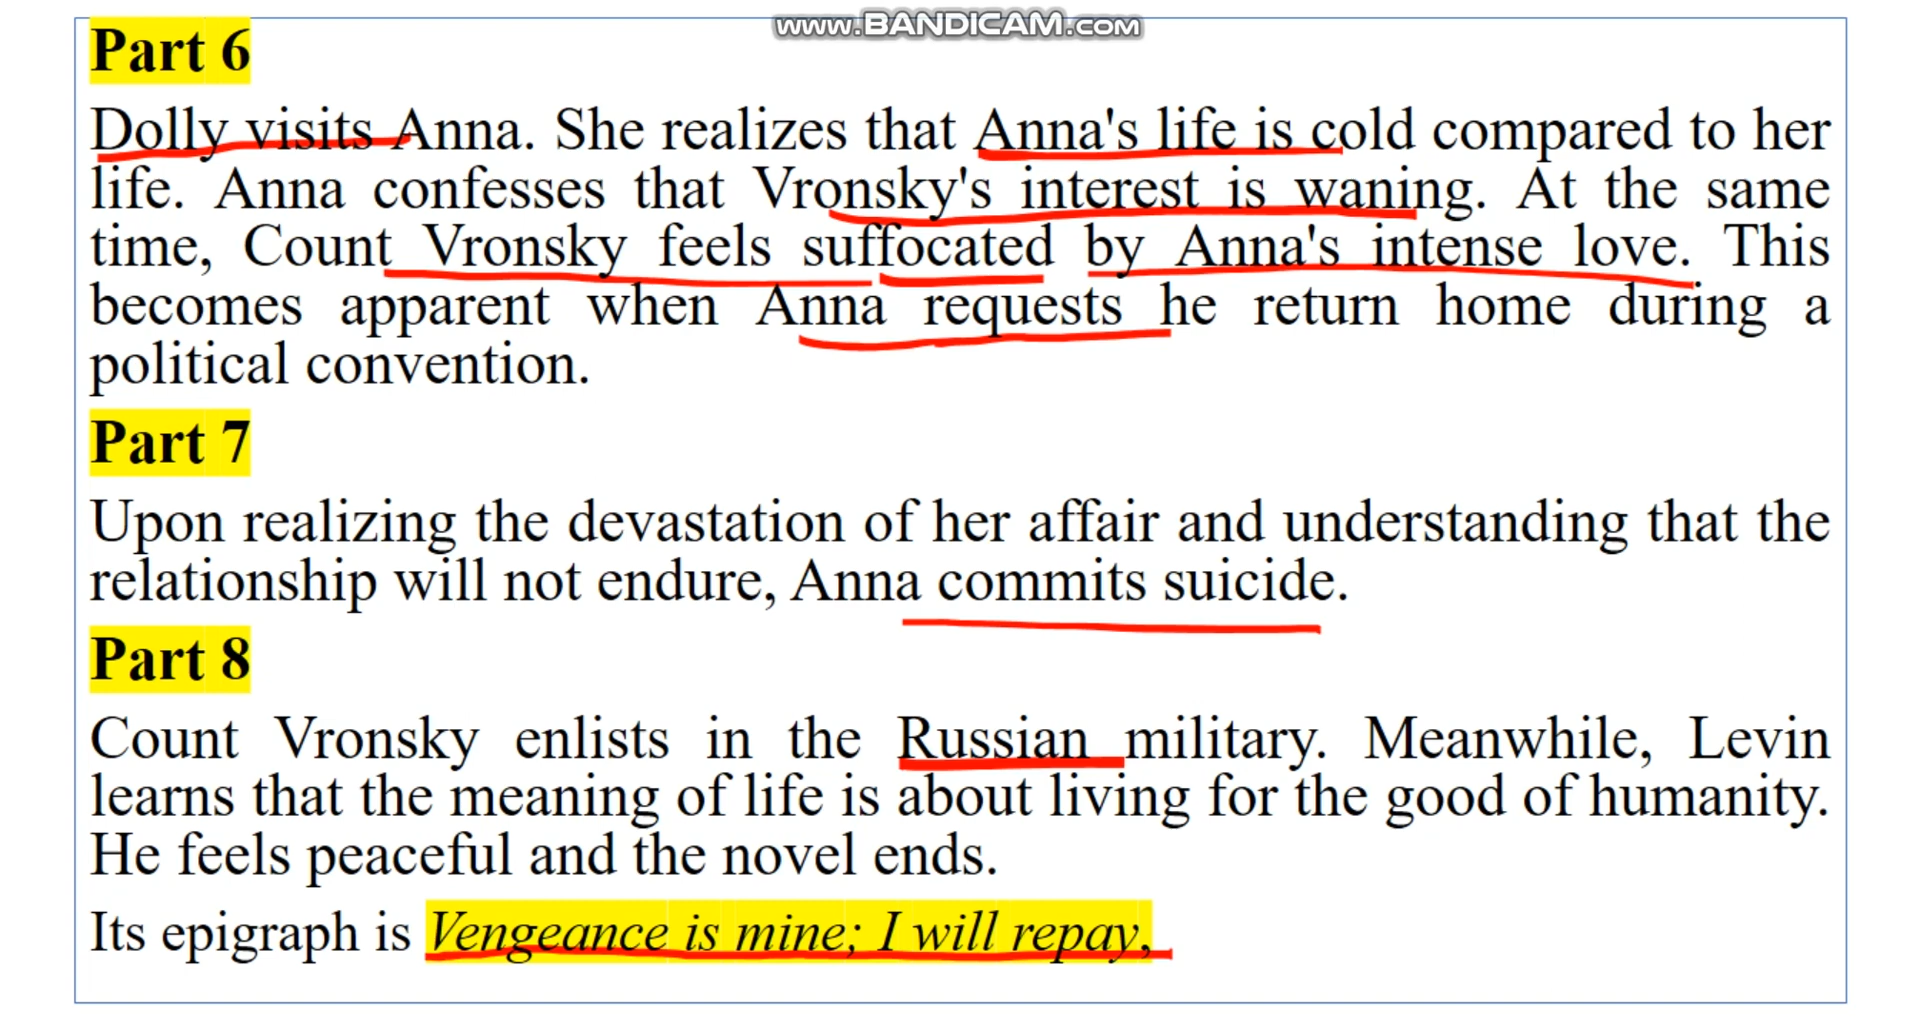 www.BANDICAM.com
Part 6
Dolly visits Anna. She realizes that Anna's life is cold compared to her
life. Anna confesses that Vronsky's interest is waning. At the same
time, Count Vronsky feels suffocated by Anna's intense love. This
becomes apparent when Anna requests he return home during a
political convention.
Part 7
Upon realizing the devastation of her affair and understanding that the
relationship will not endure, Anna commits suicide.
Part 8
Count Vronsky enlists in the Russian military. Meanwhile, Levin
learns that the meaning of life is about living for the good of humanity.
He feels peaceful and the novel ends.
Its epigraph is Vengeance is mine; I will repay,